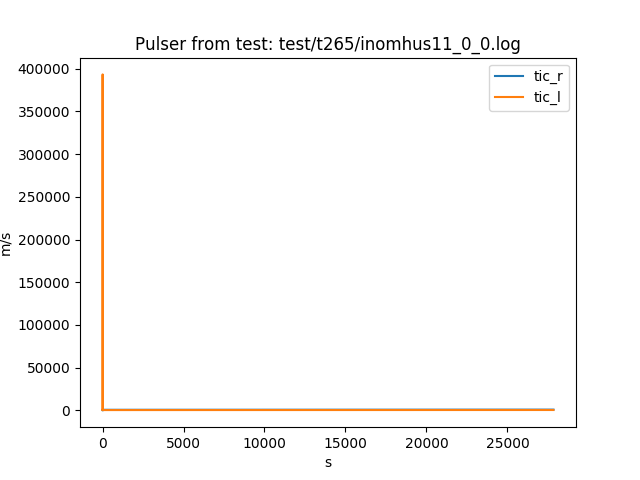 Pulser from test: test/t265/inomhus11_0_0.log
tic_r
tic_l
400000
350000
300000
250000
200000
150000
100000
50000
0
m/s
0 5000 10000 15000 20000 25000
s